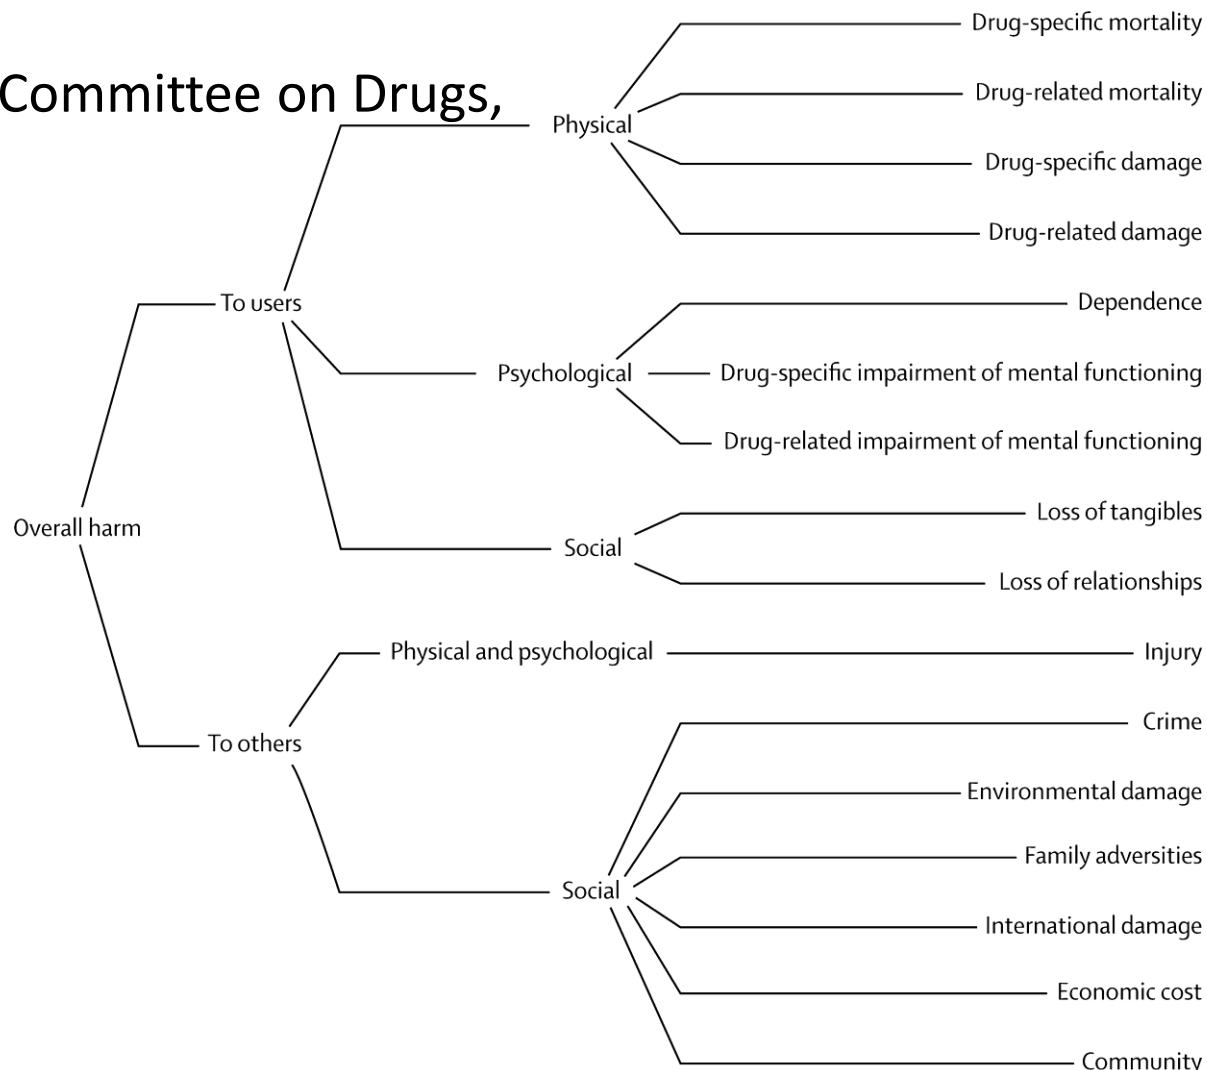 Committee on Drugs,
Drug-specific mortality
Drug-related mortality
Physical
Drug-specific damage
Drug-related damage
To users
Dependence
Psychological
Drug-specific impairment of mental functioning
Drug-related impairment of mental functioning
Loss of tangibles
Overall harm
Social
Loss of relationships
Physical and psychological
Injury
Crime
To others
Environmental damage
Family adversities
Social
International damage
Economic cost
Community